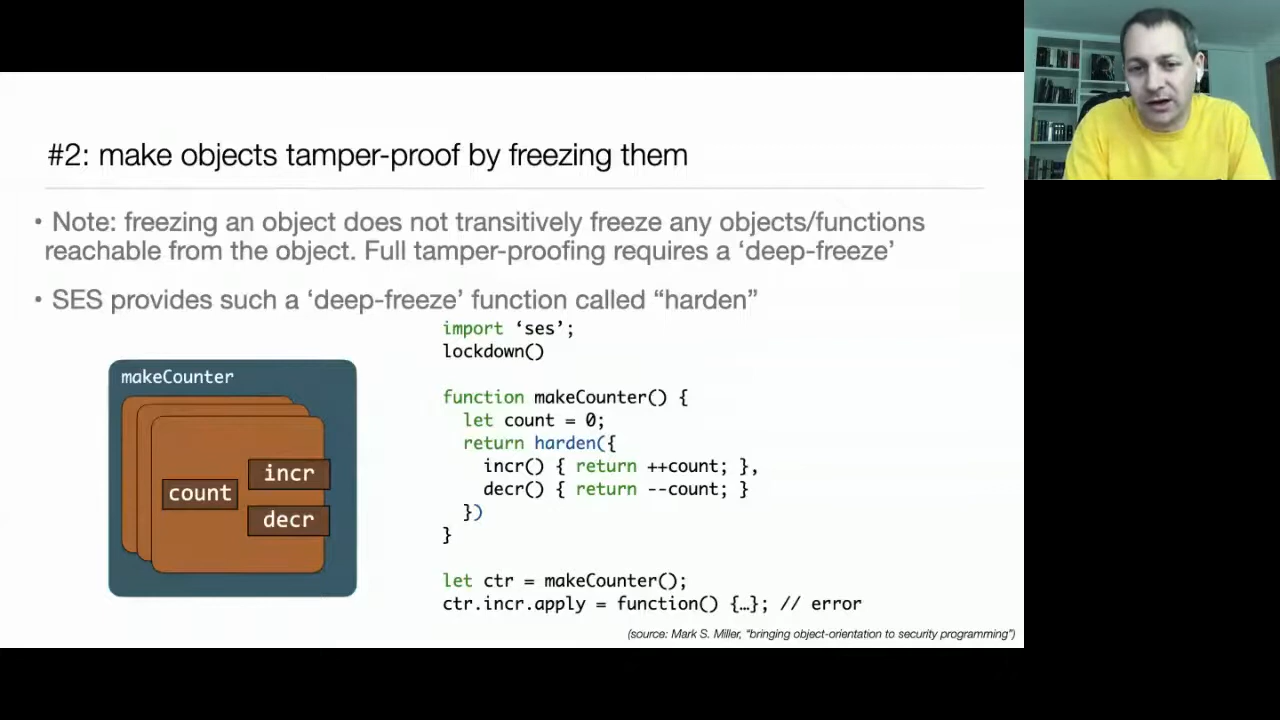 #2: make objects tamper-proof by freezing them
• Note: freezing an object does not transitively freeze any objects/functions
reachable from the object. Full tamper-proofing requires a ‘deep-freeze’
• SES provides such a ‘deep-freeze’ function called “harden”
makeCounter
count
incr
decr
import ‘ses’;
lockdown()
function makeCounter() {
let count = 0;
return harden({
incr() { return ++count; },
decr() { return --count; }
})
}
let ctr = makeCounter();
ctr.incr.apply = function() {…}; // error
(source: Mark S. Miller, “bringing object-orientation to security programming”)